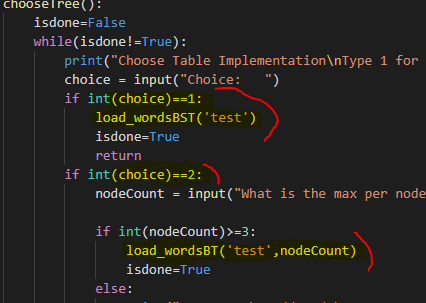 chooseTree():
isdone=False
while(isdone!=True):
print("Choose Table Implementation\nType 1 for
choice = input("Choice:   ")
if int(choice)==1:
load_wordsBST('test')
isdone=True
return
if int(choice)==2:
nodeCount = input("What is the max per node
if int(nodeCount)>=3:
load_wordsBT('test',nodeCount)
isdone=True
else: